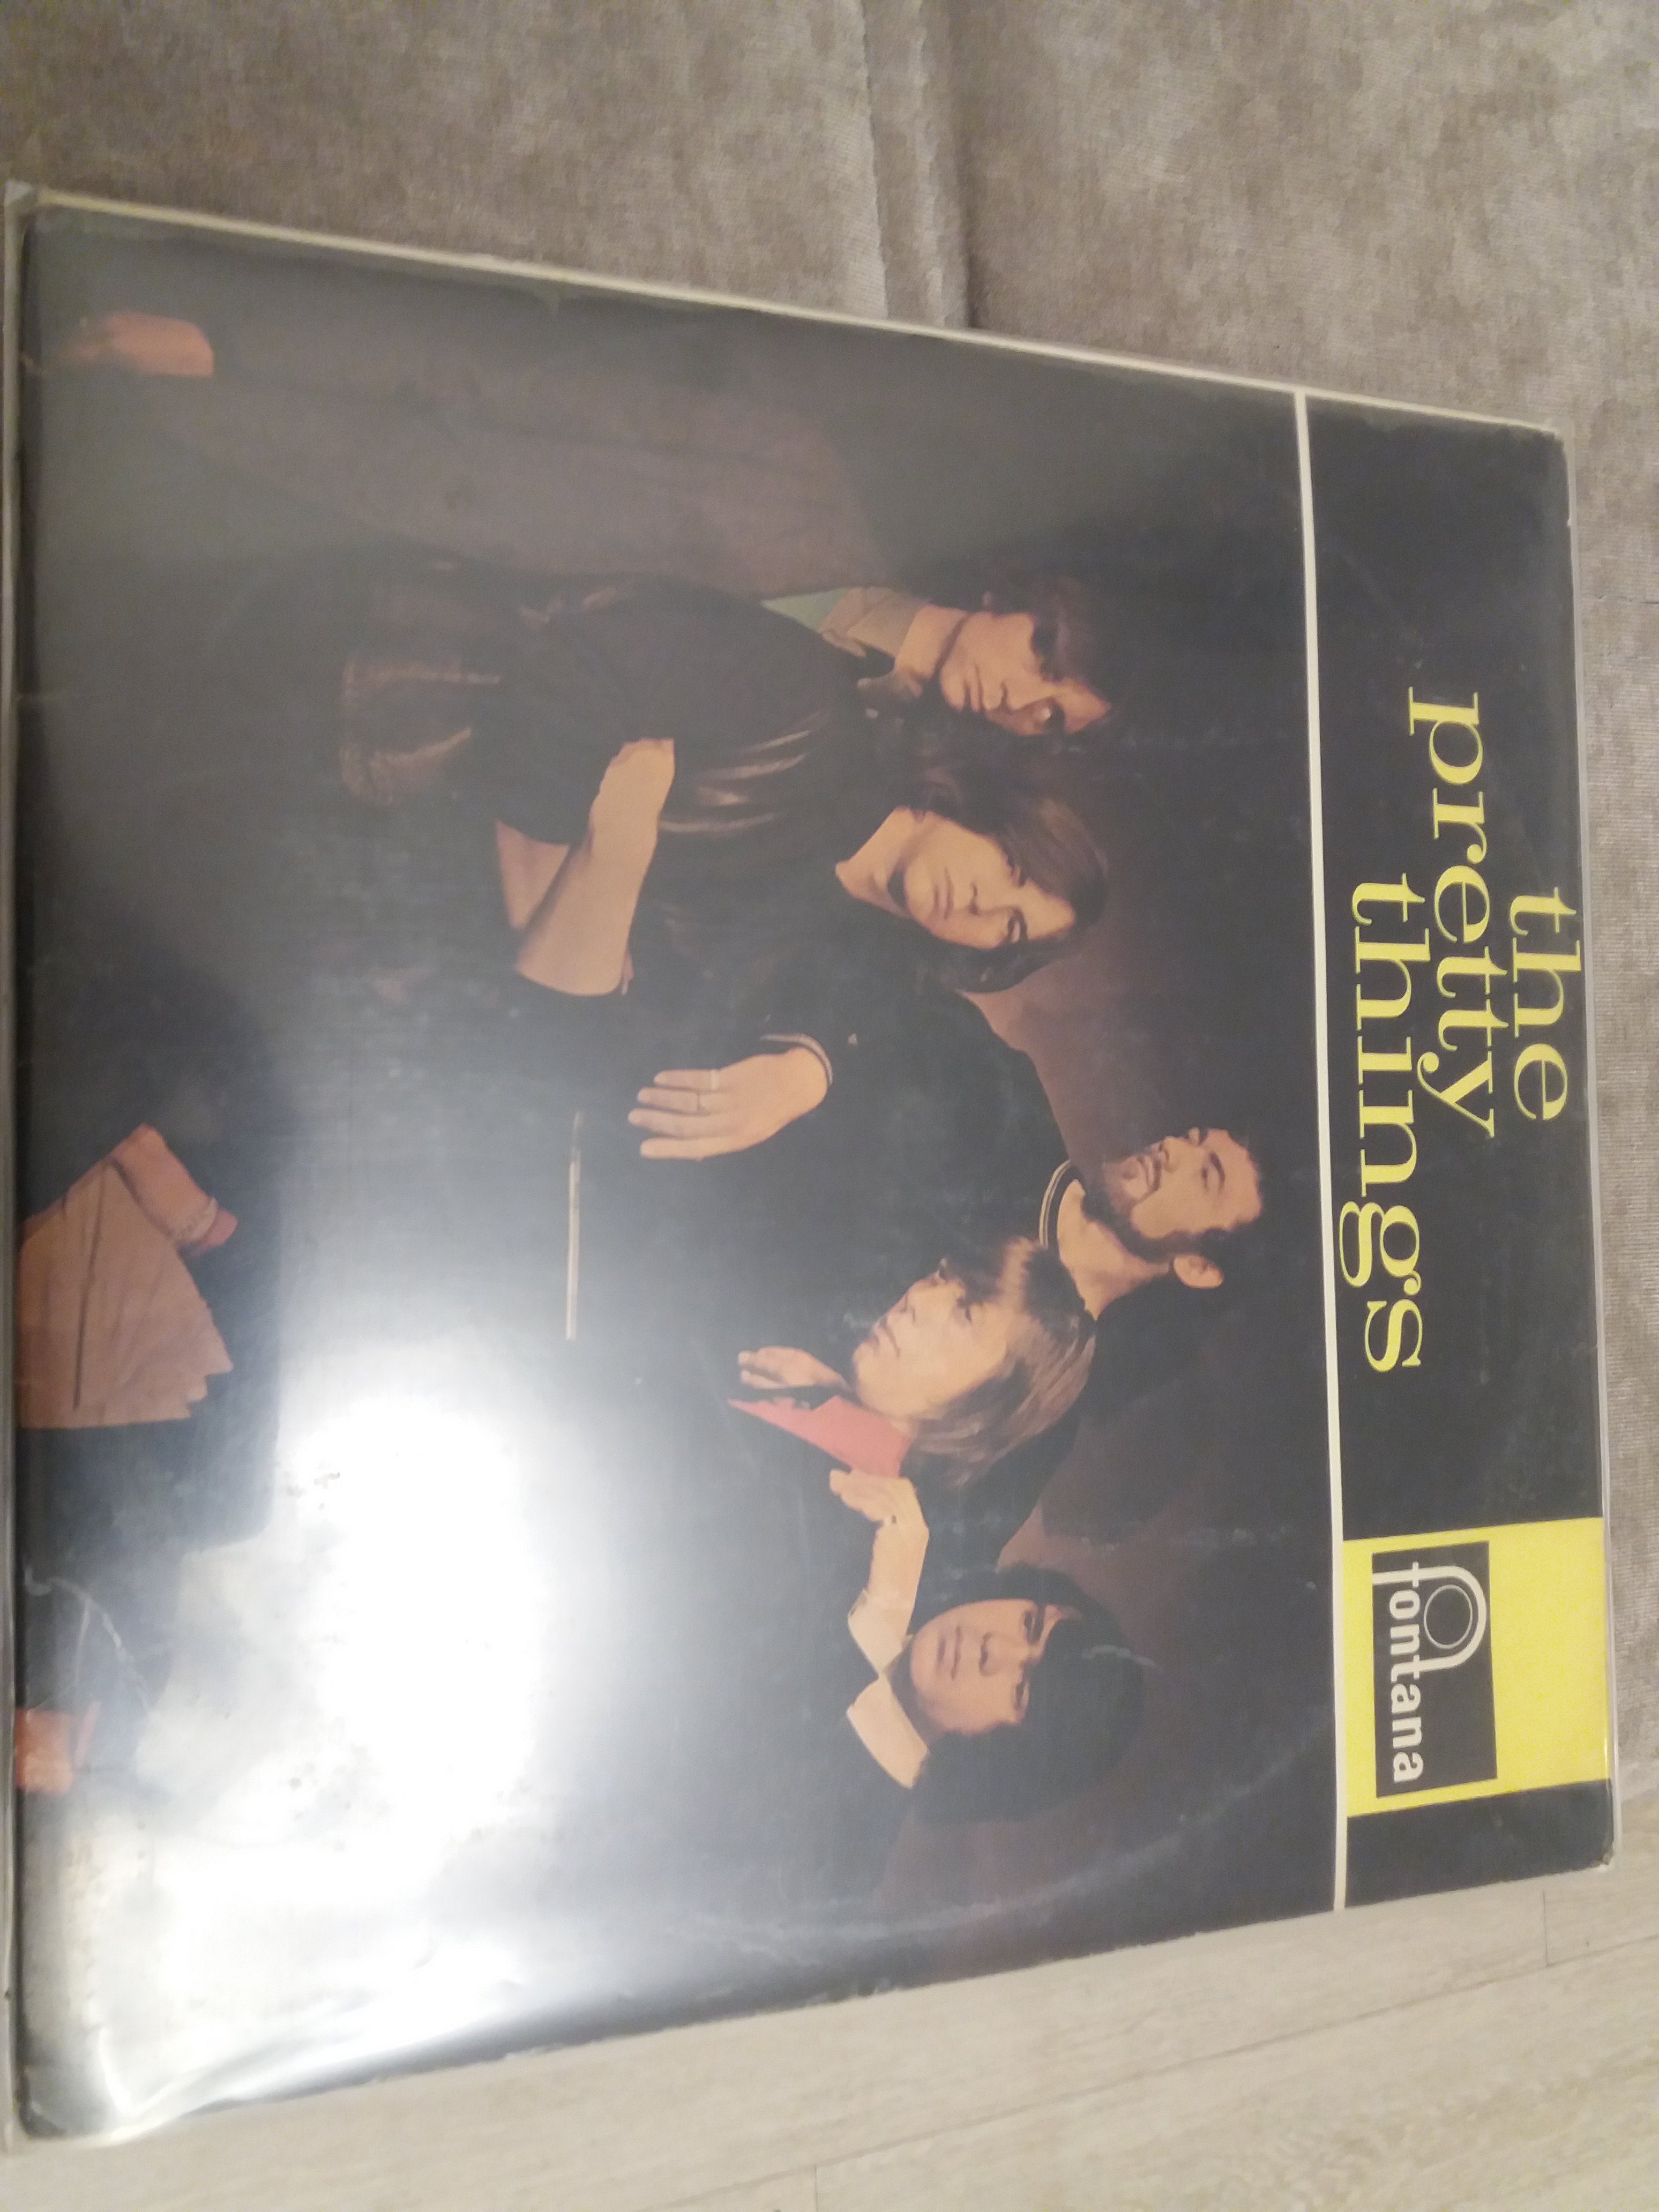 the
pretty
things
fontana